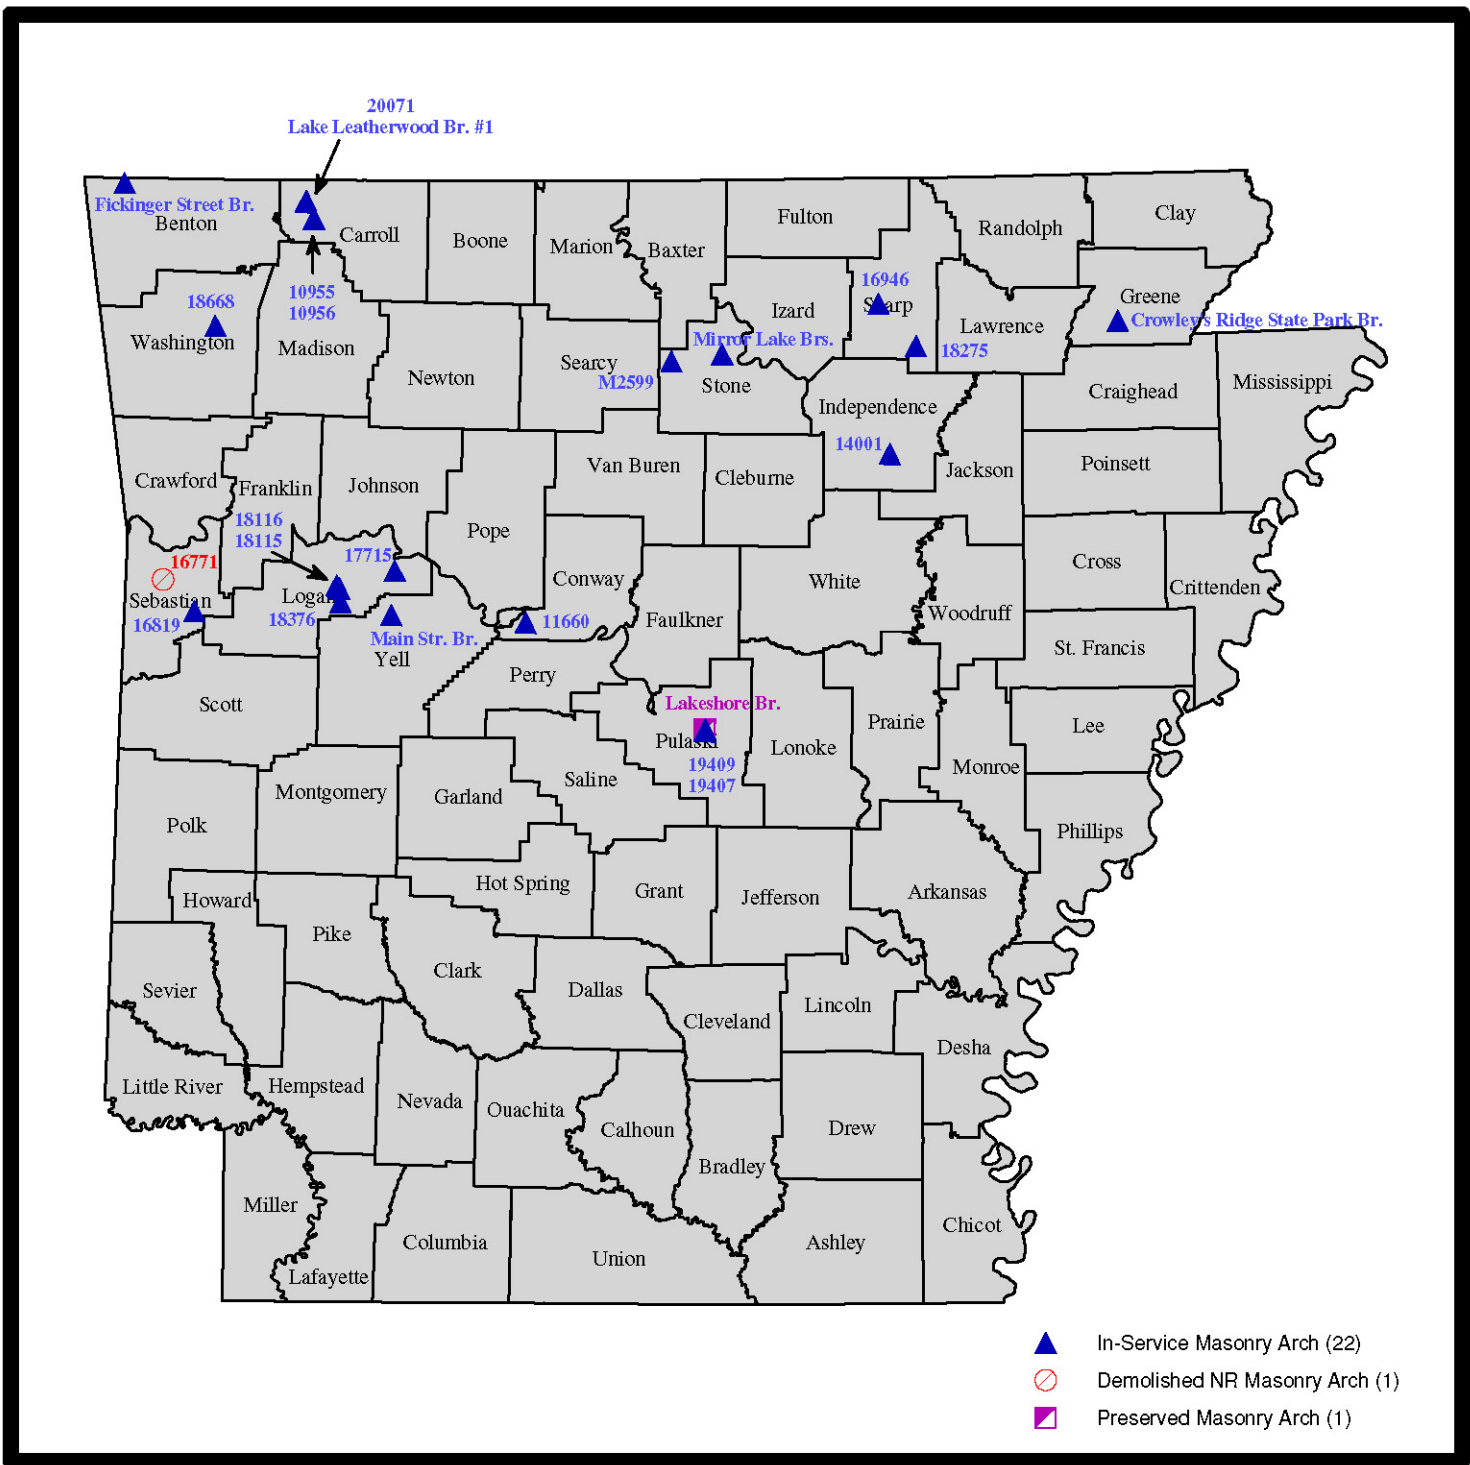 20071
Lake Leatherwood Br. #1
Fickinger Street Br.
Benton
Carroll
Boone
Marion
Baxter
Fulton
Randolph
Clay
18668
Washington
10955
10956
Madison
Newton
Searcy
M2599
Mirror Lake Brs.
Stone
Izard
16946
Sharp
18275
Lawrence
Greene
Crowley's Ridge State Park Br.
Craighead
Mississippi
Independence
14001
Jackson
Poinsett
Crawford
Franklin
Johnson
Pope
Van Buren
Cleburne
18116
18115
17715
16771
Sebastian
16819
Logan
18376
Main Str. Br.
Yell
Conway
11660
Faulkner
White
Woodruff
Cross
Crittenden
St. Francis
Scott
Perry
Lakeshore Br.
Pulaski
19409
19407
Lonoke
Prairie
Monroe
Lee
Phillips
Polk
Montgomery
Garland
Saline
Hot Spring
Grant
Jefferson
Arkansas
Howard
Pike
Clark
Dallas
Cleveland
Lincoln
Desha
Sevier
Little River
Hempstead
Nevada
Ouachita
Calhoun
Bradley
Drew
Miller
Lafayette
Columbia
Union
Ashley
Chicot
In-Service Masonry Arch (22)
Demolished NR Masonry Arch (1)
Preserved Masonry Arch (1)